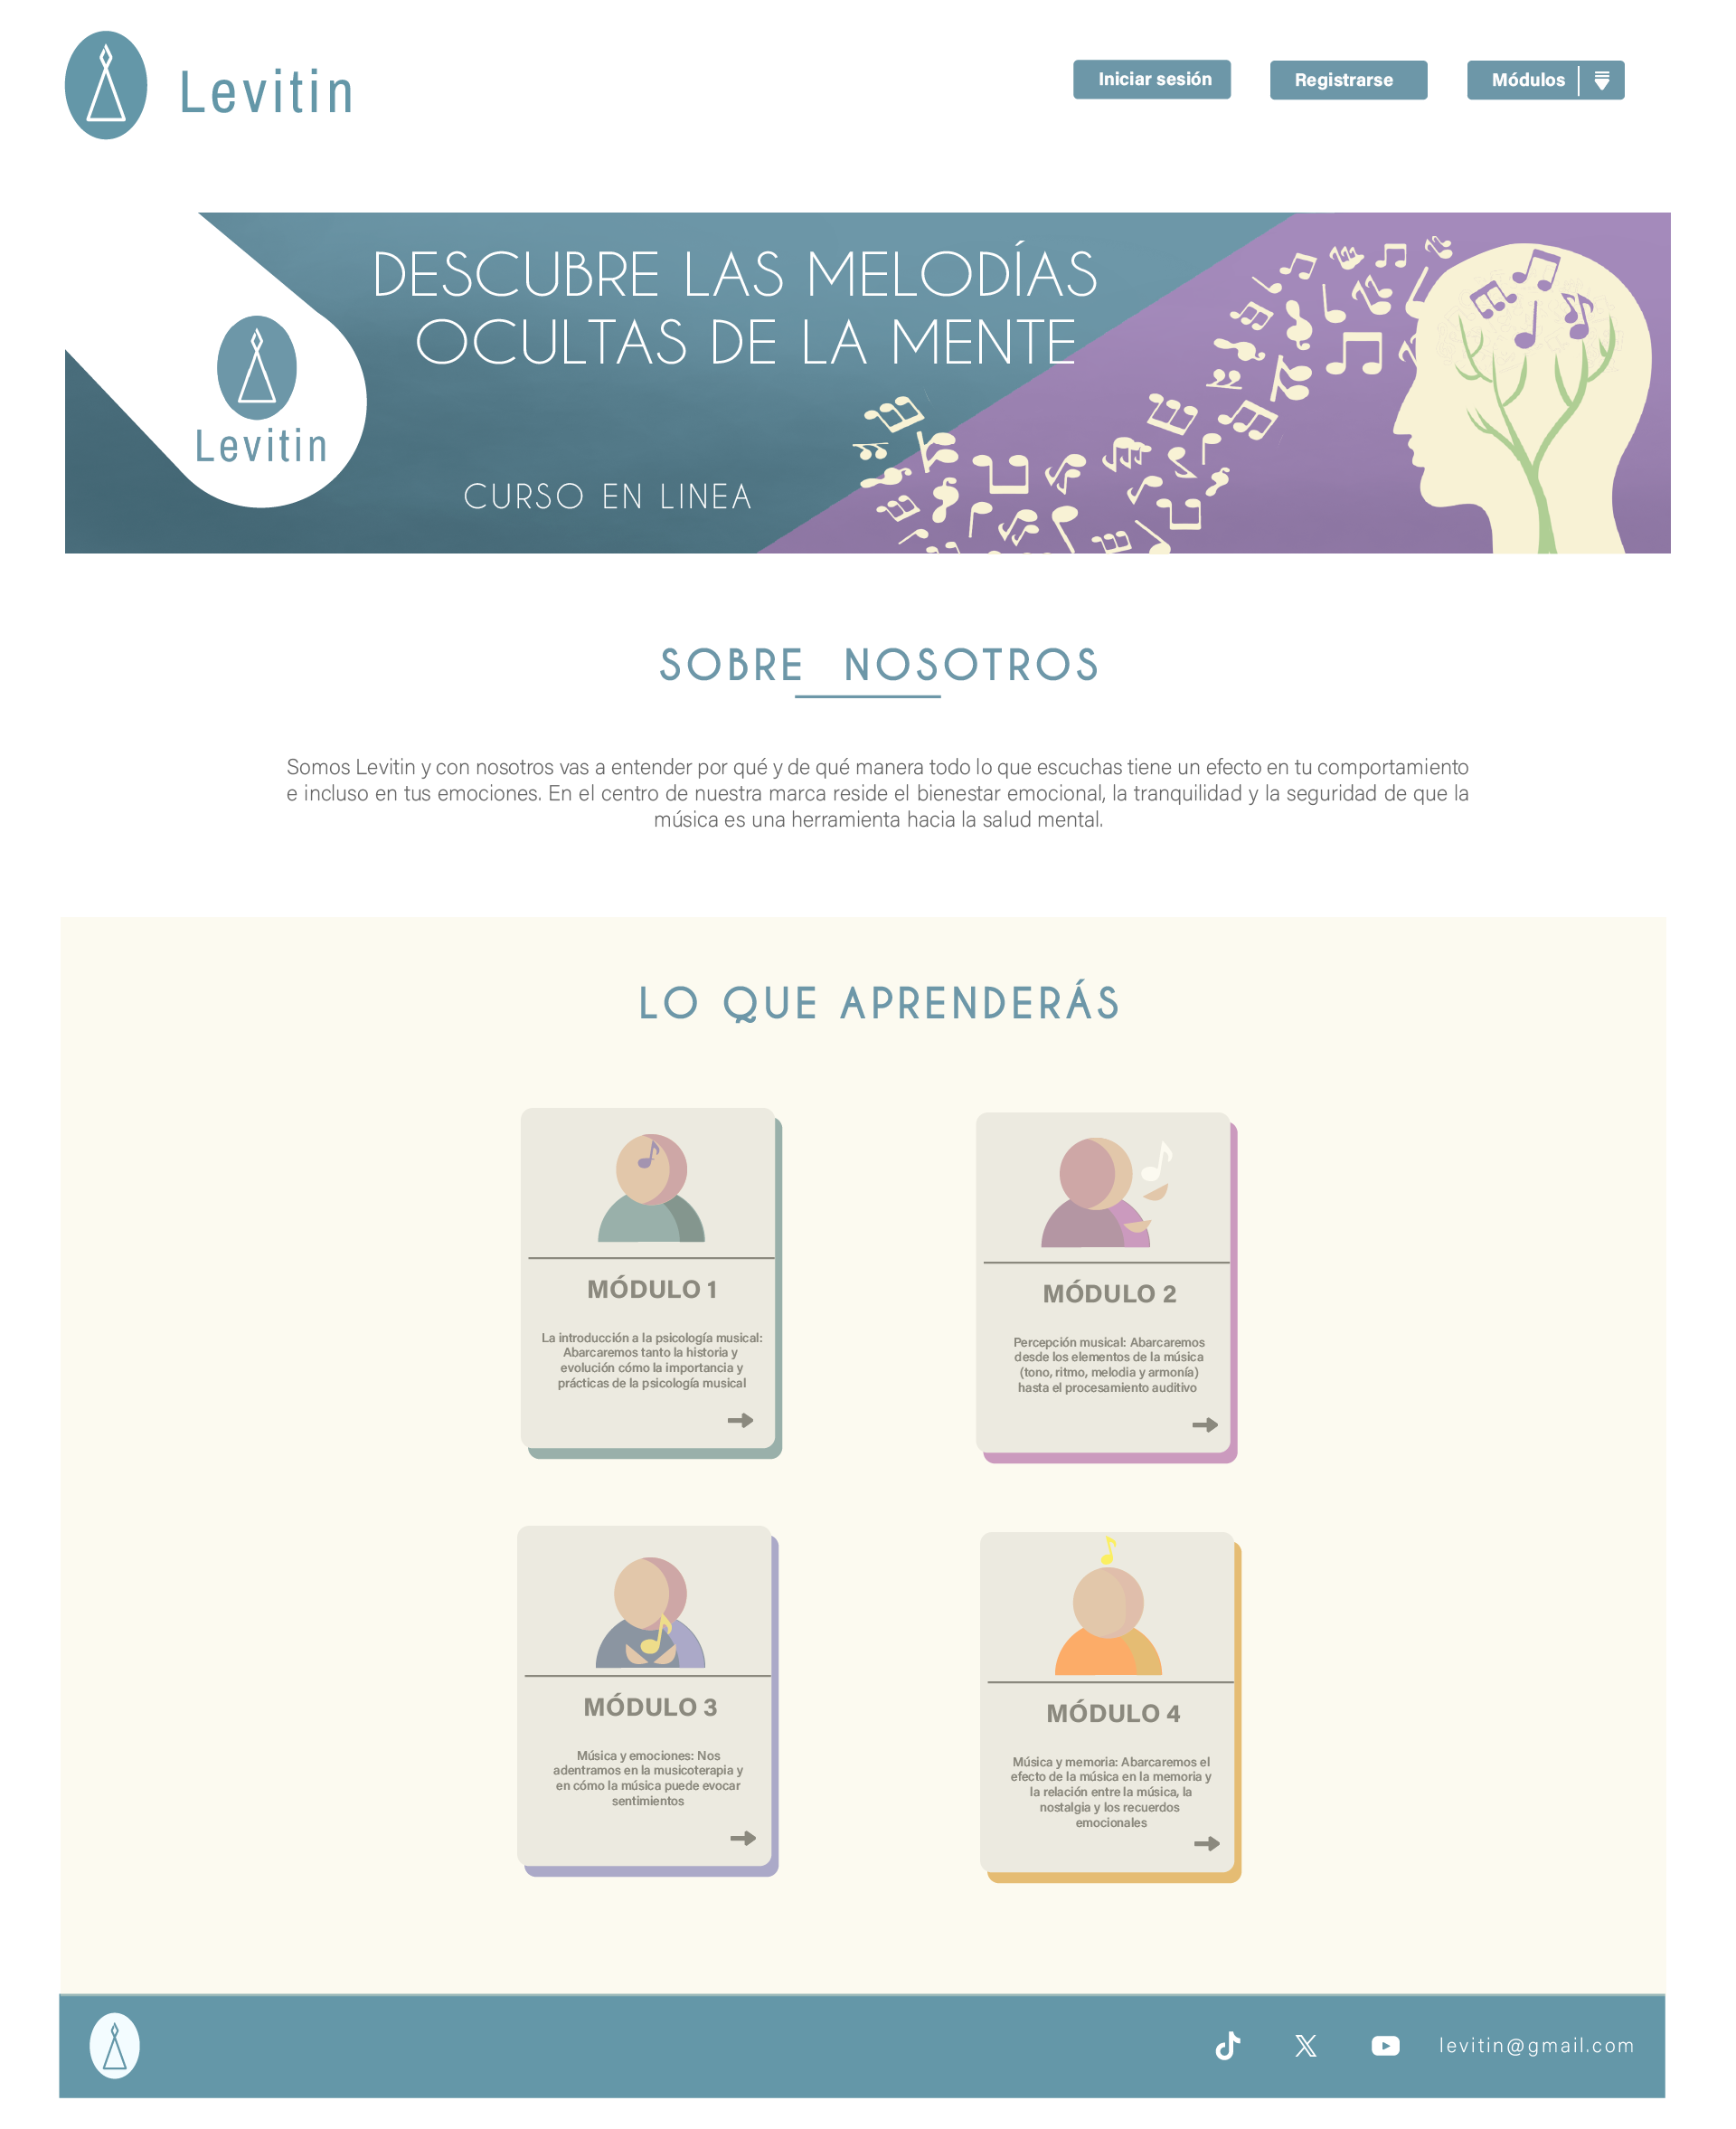 Levitin
Iniciar sesión
Registrarse
Módulos
DESCUBRE LAS MELODÍAS
OCULTAS DE LA MENTE
Levitin
CURSO EN LINEA
SOBRE NOSOTROS
Somos Levitin y con nosotros vas a entender por qué y de qué manera todo lo que escuchas tiene un efecto en tu comportamiento
e incluso en tus emociones. En el centro de nuestra marca reside el bienestar emocional, la tranquilidad y la seguridad de que la
música es una herramienta hacia la salud mental.
LO QUE APRENDERÁS
MÓDULO 1
La introducción a la psicología musical:
Abarcaremos tanto la historia y
evolución cómo la importancia y
prácticas de la psicología musical
MÓDULO 2
Percepción musical: Abarcaremos
desde los elementos de la música
(tono, ritmo, melodia y armonía)
hasta el procesamiento auditivo
MÓDULO 3
Música y emociones: Nos
adentramos en la musicoterapia y
en cómo la música puede evocar
sentimientos
MÓDULO 4
Música y memoria: Abarcaremos el
efecto de la música en la memoria y
la relación entre la música, la
nostalgia y los recuerdos
emocionales
levitin@gmail.com